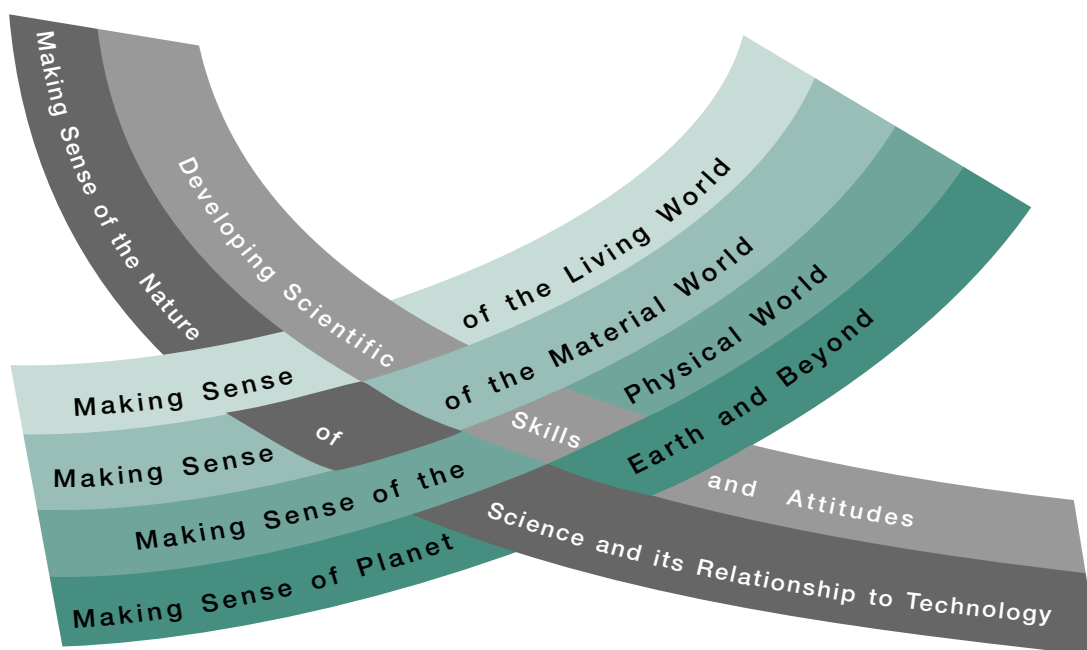 Making Sense of the Nature of Science and its Relationship to Technology
Developing Scientific Skills and Attitudes
Making Sense of the Living World
Making Sense of the Material World
Making Sense of the Physical World
Making Sense of Planet Earth and Beyond